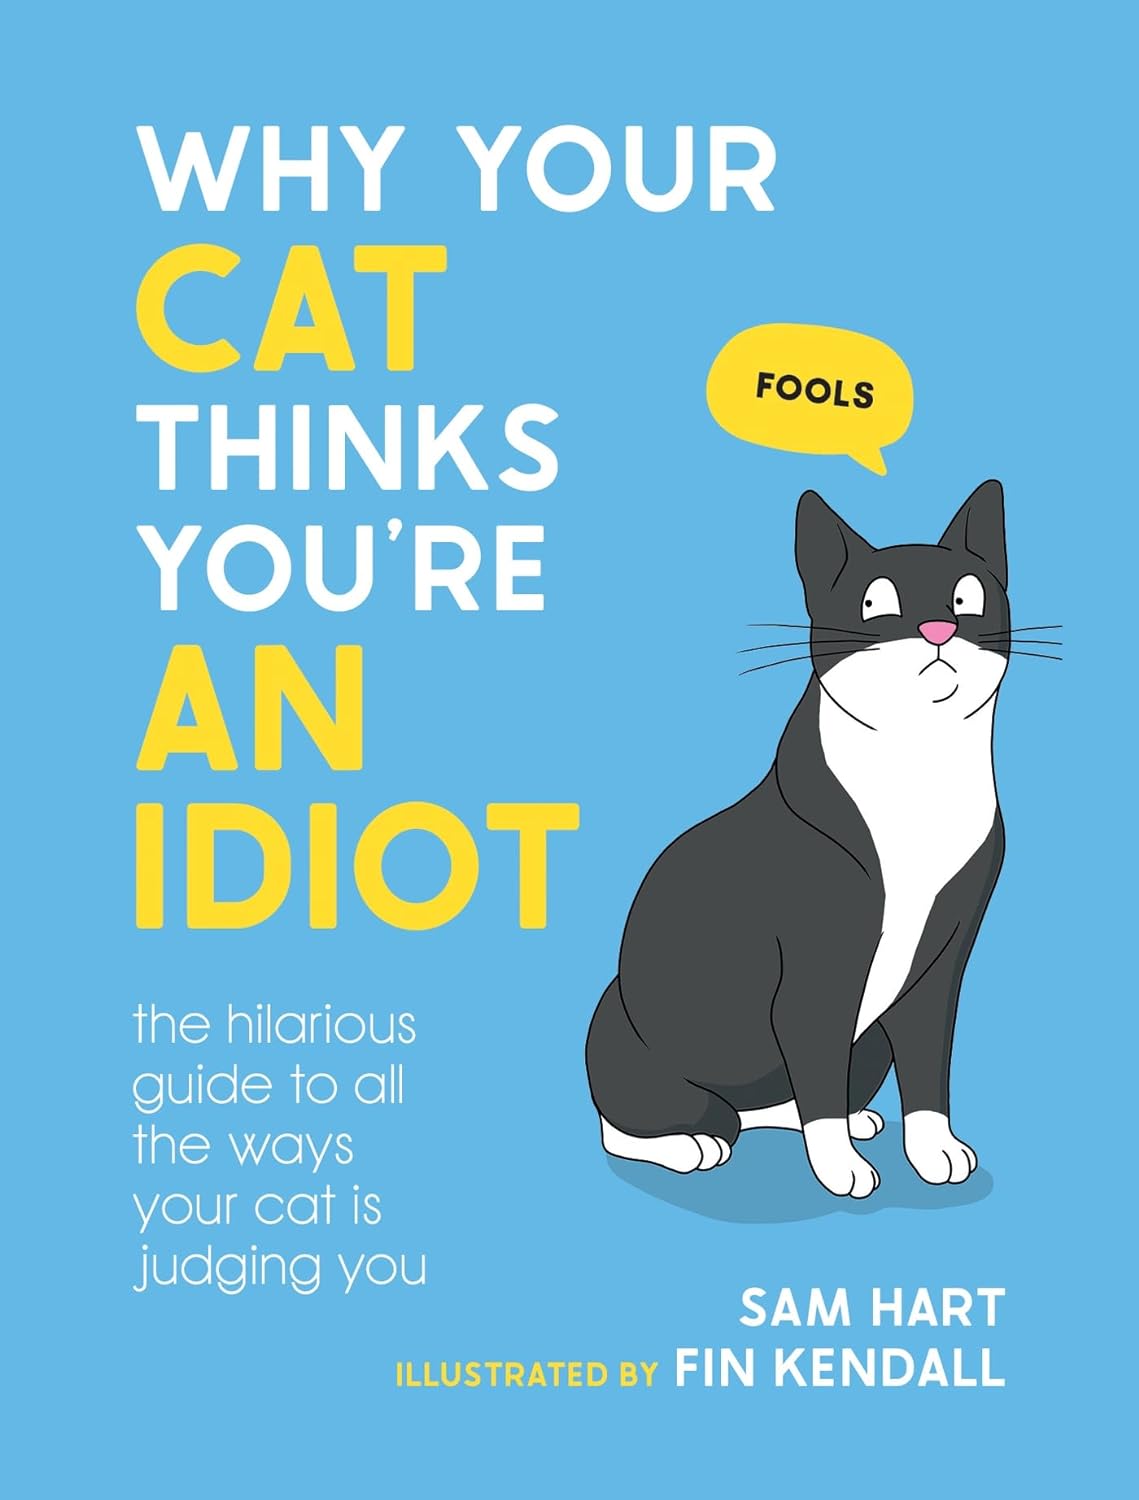 WHY YOUR
CAT
THINKS
YOU'RE
AN
IDIOT
FOOLS
the hilarious
guide to all
the ways
your cat is
judging you
SAM HART
ILLUSTRATED BY FIN KENDALL